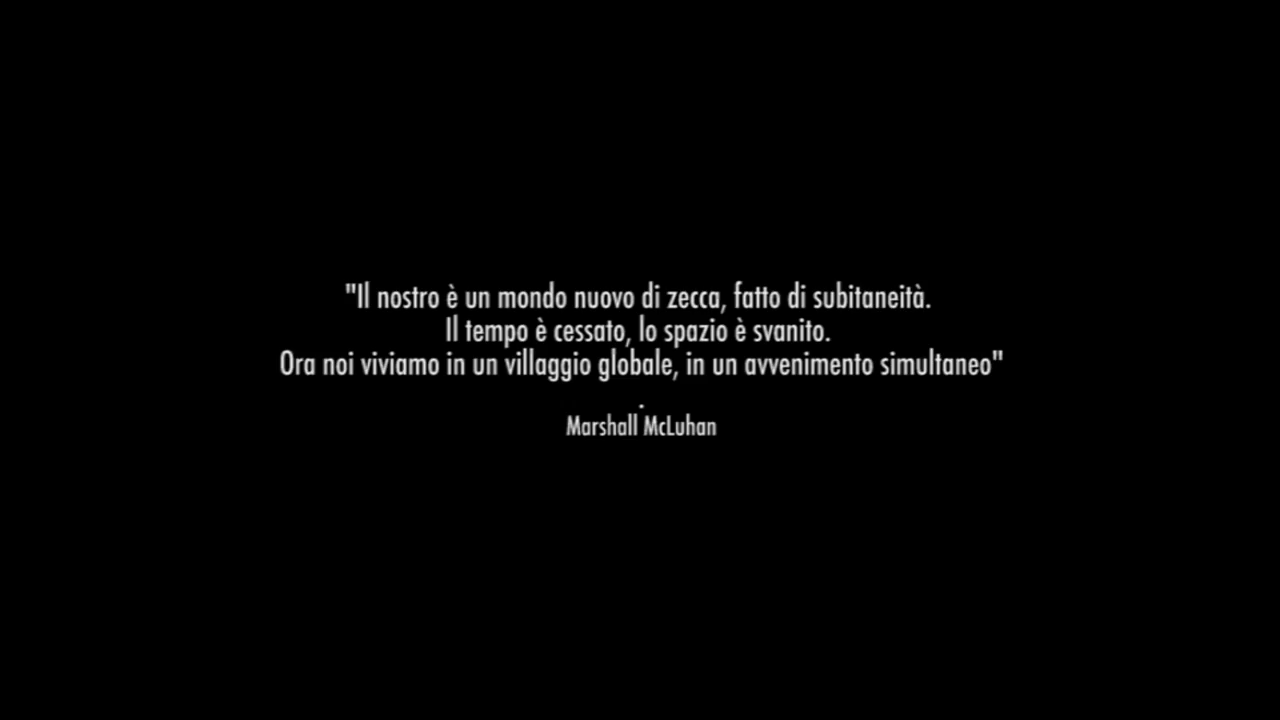 "Il nostro è un mondo nuovo di zecca, fatto di subitaneità.
Il tempo è cessato, lo spazio è svanito.
Ora noi viviamo in un villaggio globale, in un avvenimento simultaneo"
.
Marshall McLuhan